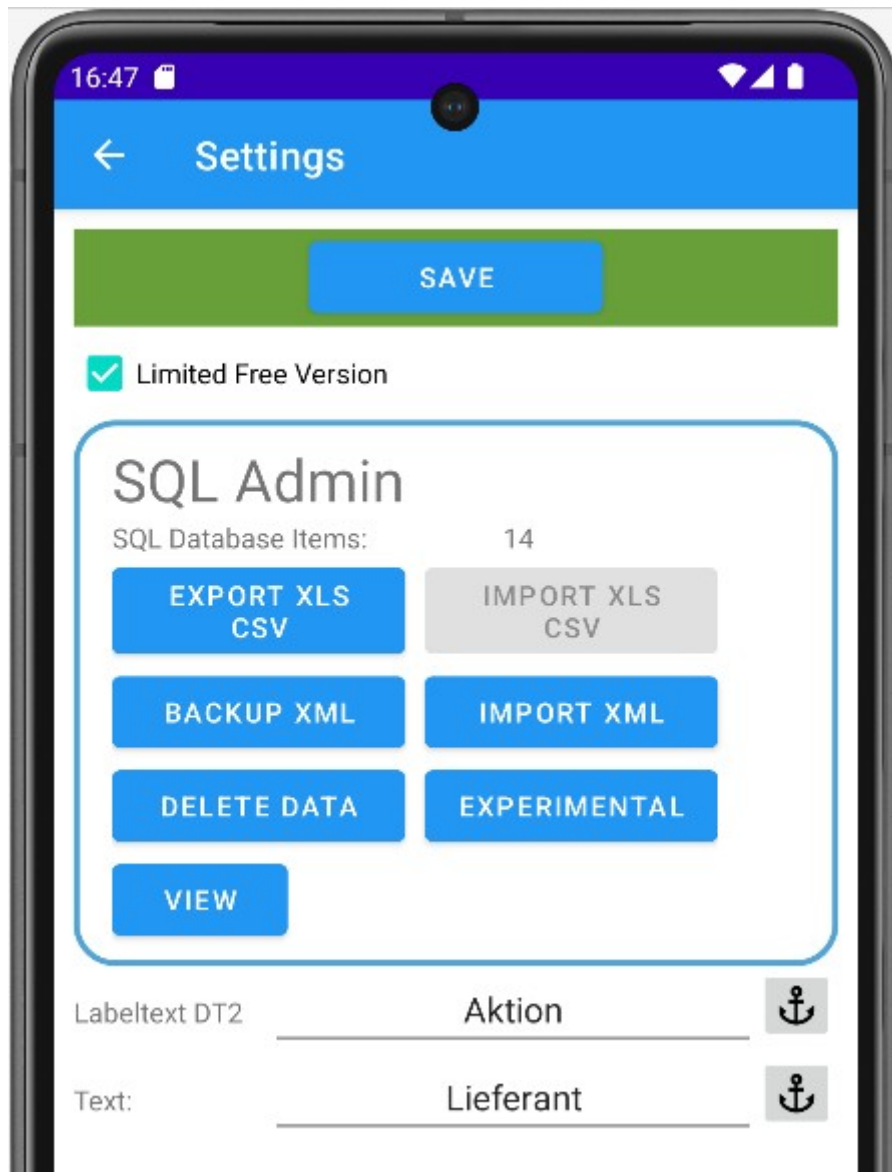 16:47
Settings
SAVE
Limited Free Version
SQL Admin
SQL Database Items: 14
EXPORT XLS
CSV
IMPORT XLS
CSV
BACKUP XML
IMPORT XML
DELETE DATA
EXPERIMENTAL
VIEW
Labeltext DT2 Aktion
Text: Lieferant